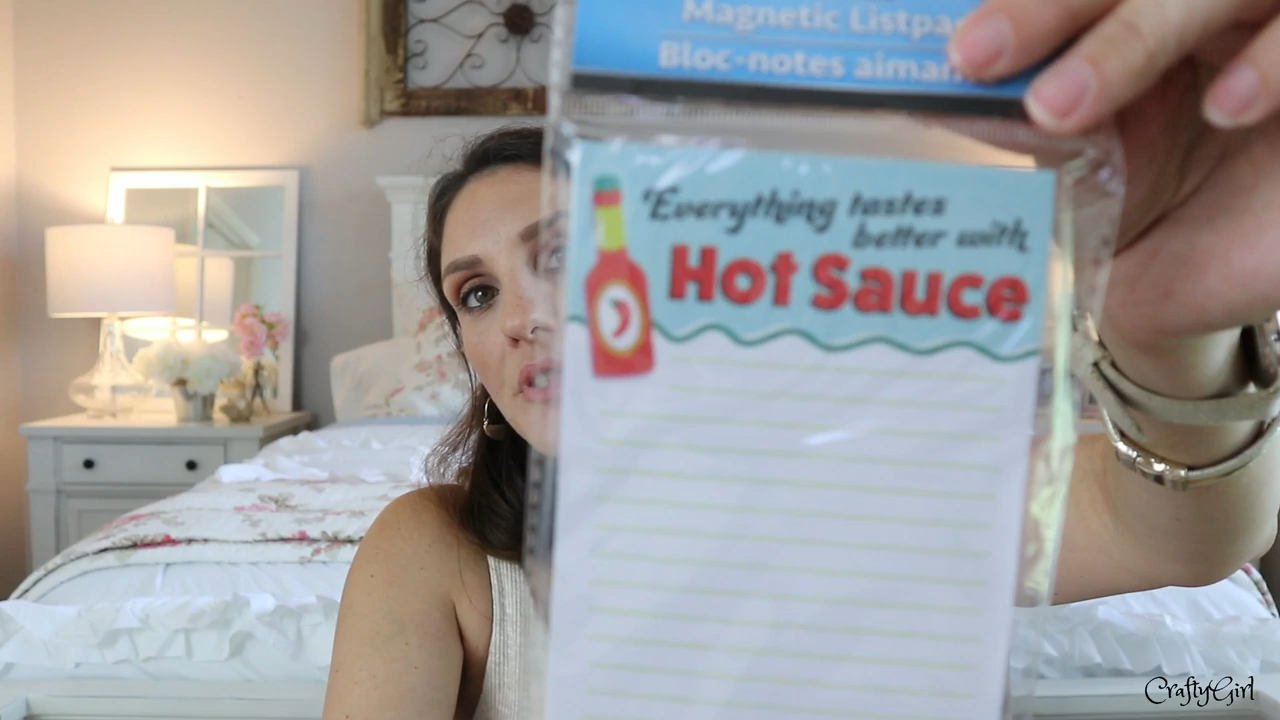 Magnetic Listpa
Bloc-notes aiman
"Everything tastes
better with
Hot Sauce
CraftyGirl